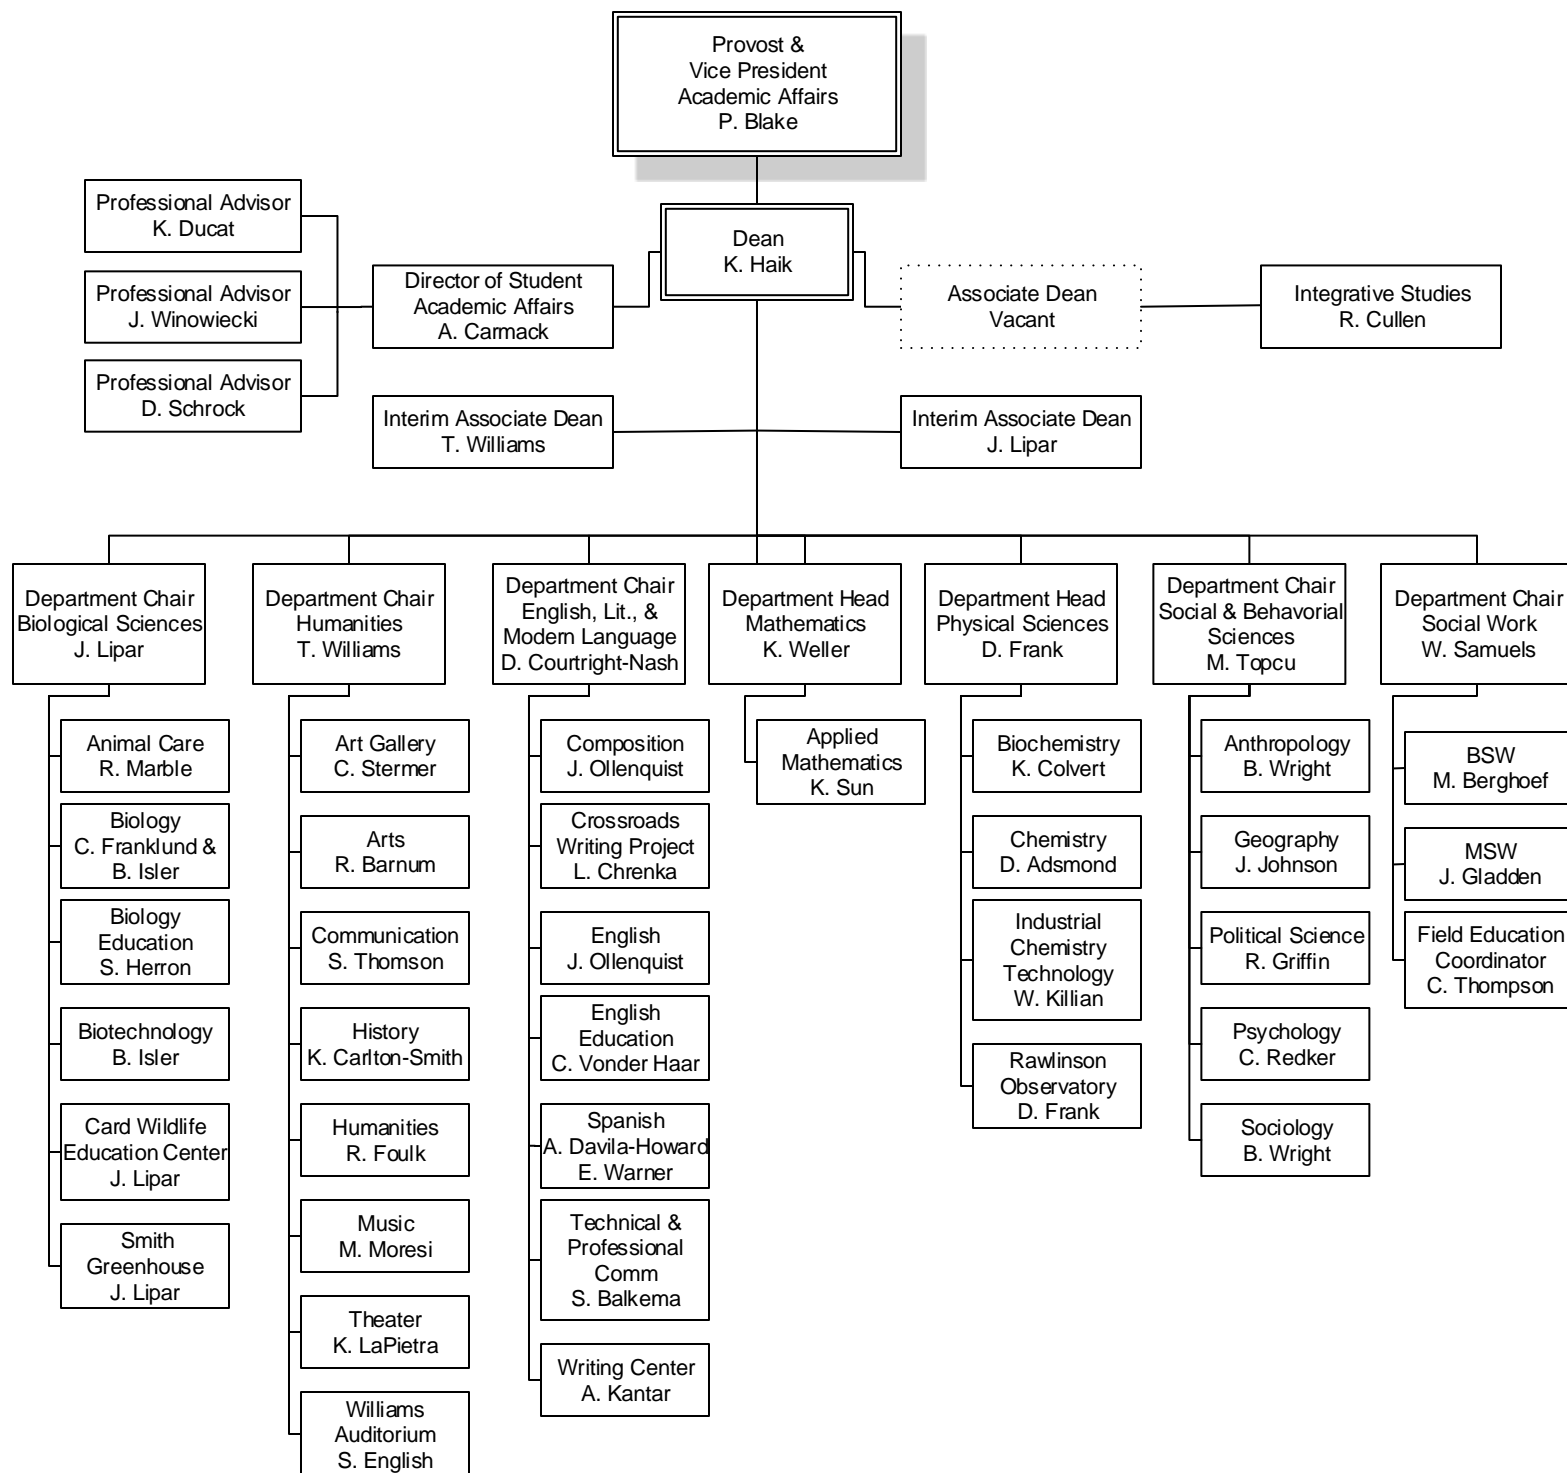 Provost &
Vice President
Academic Affairs
P. Blake
Professional Advisor
K. Ducat
Dean
K. Haik
Professional Advisor
J. Winowiecki
Director of Student
Academic Affairs
A. Carmack
Associate Dean
Vacant
Integrative Studies
R. Cullen
Professional Advisor
D. Schrock
Interim Associate Dean
T. Williams
Interim Associate Dean
J. Lipar
Department Chair
Biological Sciences
J. Lipar
Department Chair
Humanities
T. Williams
Department Chair
English, Lit., &
Modern Language
D. Courtright-Nash
Department Head
Mathematics
K. Weller
Department Head
Physical Sciences
D. Frank
Department Chair
Social & Behavorial
Sciences
M. Topcu
Department Chair
Social Work
W. Samuels
Animal Care
R. Marble
Biology
C. Franklund &
B. Isler
Biology
Education
S. Herron
Biotechnology
B. Isler
Card Wildlife
Education Center
J. Lipar
Smith
Greenhouse
J. Lipar
Art Gallery
C. Stermer
Arts
R. Barnum
Communication
S. Thomson
History
K. Carlton-Smith
Humanities
R. Foulk
Music
M. Moresi
Theater
K. LaPietra
Williams
Auditorium
S. English
Composition
J. Ollenquist
Crossroads
Writing Project
L. Chrenka
English
J. Ollenquist
English
Education
C. Vonder Haar
Spanish
A. Davila-Howard
E. Warner
Technical &
Professional
Comm
S. Balkema
Writing Center
A. Kantar
Applied
Mathematics
K. Sun
Biochemistry
K. Colvert
Chemistry
D. Adsmond
Industrial
Chemistry
Technology
W. Killian
Rawlinson
Observatory
D. Frank
Anthropology
B. Wright
Geography
J. Johnson
Political Science
R. Griffin
Psychology
C. Redker
Sociology
B. Wright
BSW
M. Berghoef
MSW
J. Gladden
Field Education
Coordinator
C. Thompson